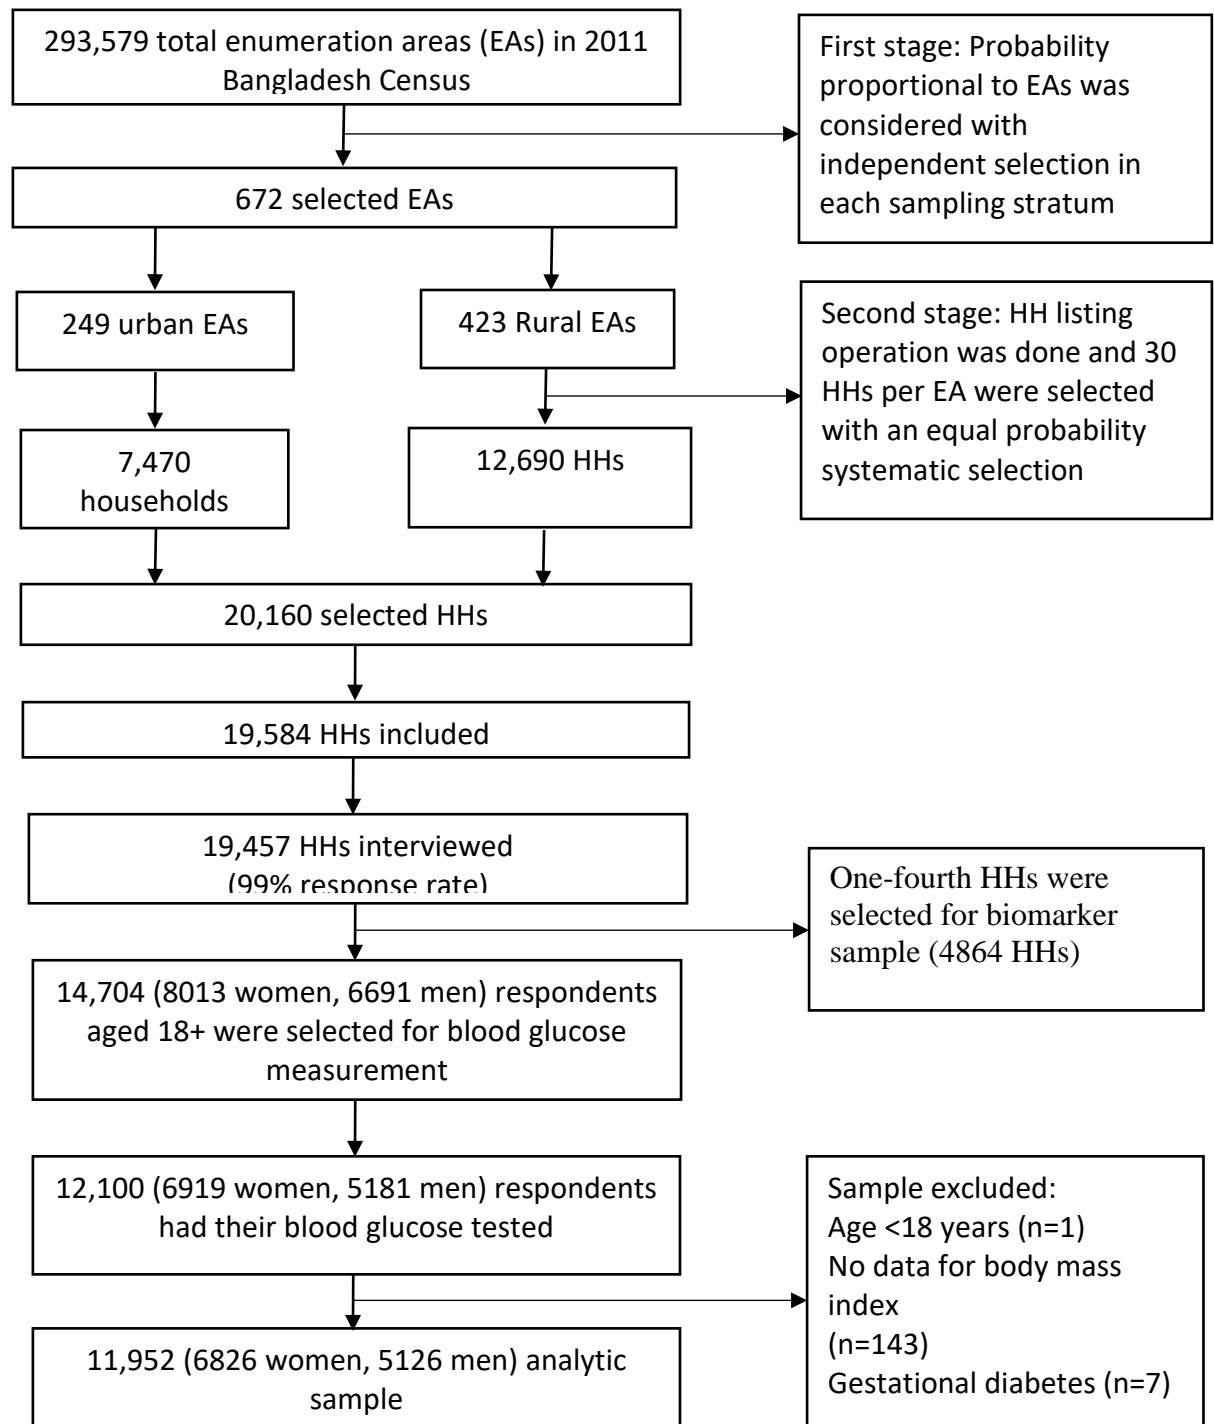 293,579 total enumeration areas (EAs) in 2011
Bangladesh Census
First stage: Probability
proportional to EAs was
considered with
independent selection in
each sampling stratum
672 selected EAs
249 urban EAs
423 Rural EAs
Second stage: HH listing
operation was done and 30
HHs per EA were selected
with an equal probability
systematic selection
7,470
households
12,690 HHs
20,160 selected HHs
19,584 HHs included
19,457 HHs interviewed
(99% response rate)
One-fourth HHs were
selected for biomarker
sample (4864 HHs)
14,704 (8013 women, 6691 men) respondents
aged 18+ were selected for blood glucose
measurement
12,100 (6919 women, 5181 men) respondents
had their blood glucose tested
Sample excluded:
Age <18 years (n=1)
No data for body mass
index
(n=143)
Gestational diabetes (n=7)
11,952 (6826 women, 5126 men) analytic
sample